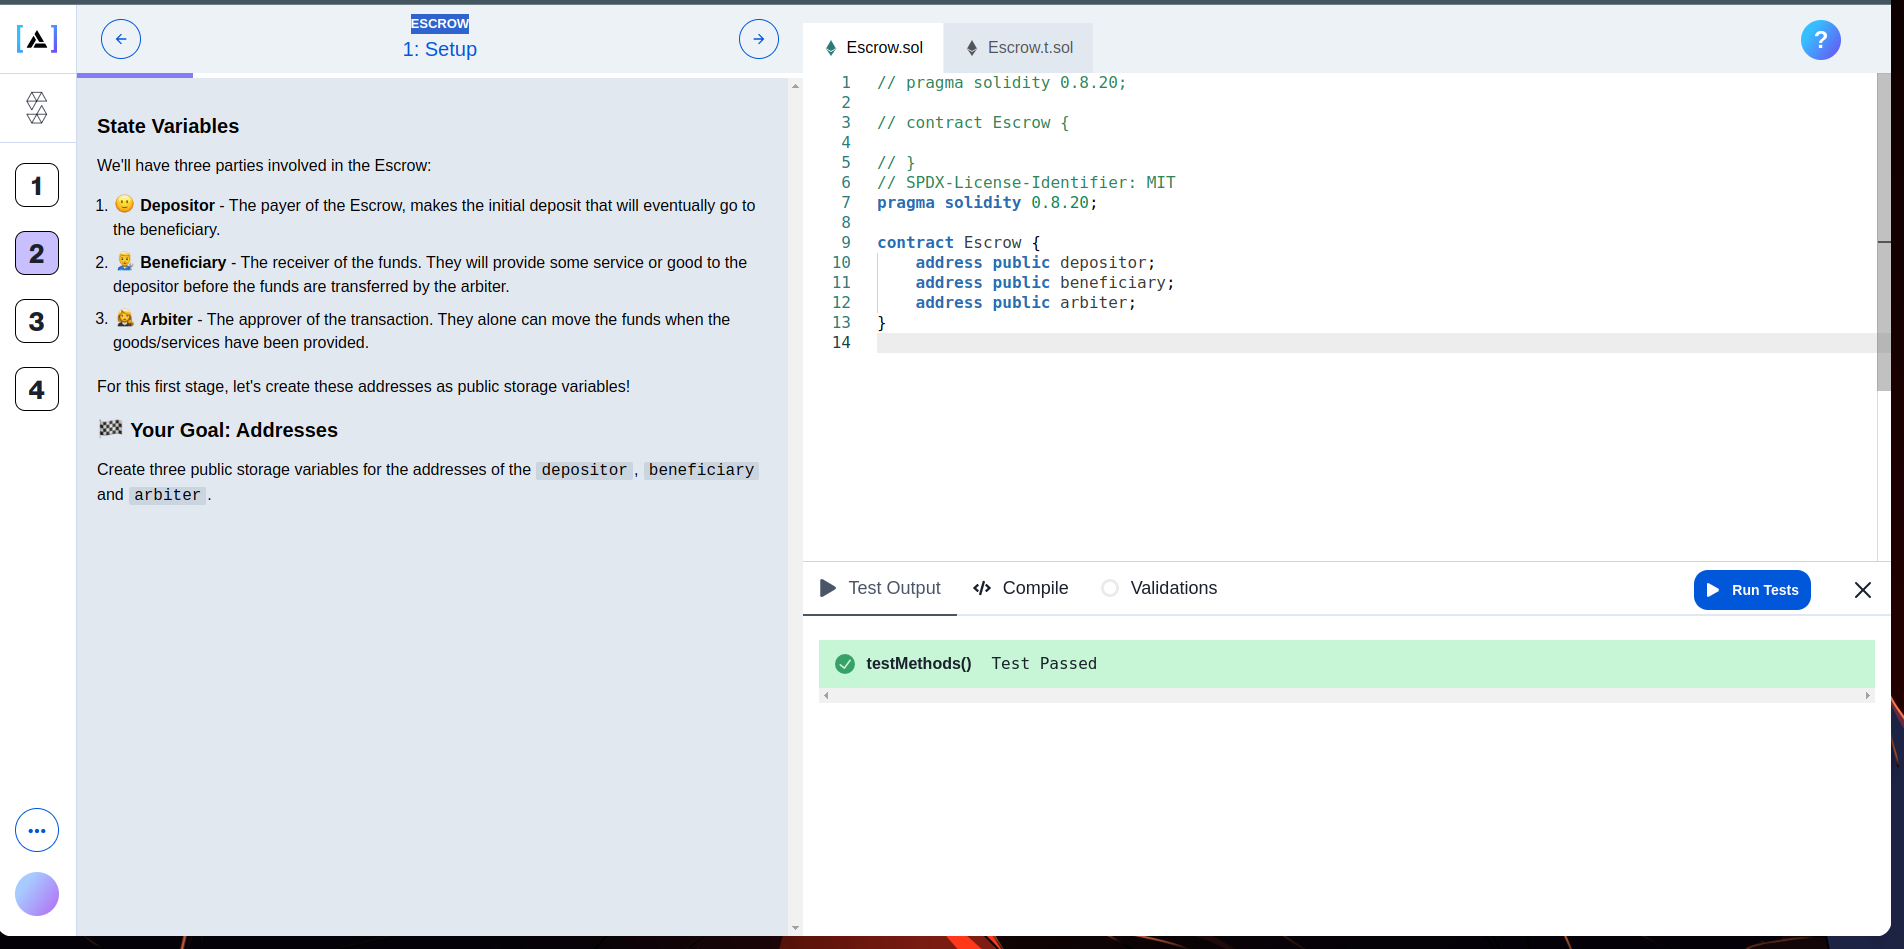 ESCROW
1: Setup
1
2
3
4
State Variables
We'll have three parties involved in the Escrow:
1. 🙂 Depositor - The payer of the Escrow, makes the initial deposit that will eventually go to
the beneficiary.
2. 👨‍⚕️ Beneficiary - The receiver of the funds. They will provide some service or good to the
depositor before the funds are transferred by the arbiter.
3. 👩‍⚖️ Arbiter - The approver of the transaction. They alone can move the funds when the
goods/services have been provided.
For this first stage, let's create these addresses as public storage variables!
🏁 Your Goal: Addresses
Create three public storage variables for the addresses of the depositor, beneficiary
and arbiter.
Escrow.sol
Escrow.t.sol
?
1 // pragma solidity 0.8.20;
2
3 // contract Escrow {
4
5 // }
6 // SPDX-License-Identifier: MIT
7 pragma solidity 0.8.20;
8
9 contract Escrow {
10 address public depositor;
11 address public beneficiary;
12 address public arbiter;
13 }
14
Test Output
Compile
Validations
Run Tests
testMethods() Test Passed